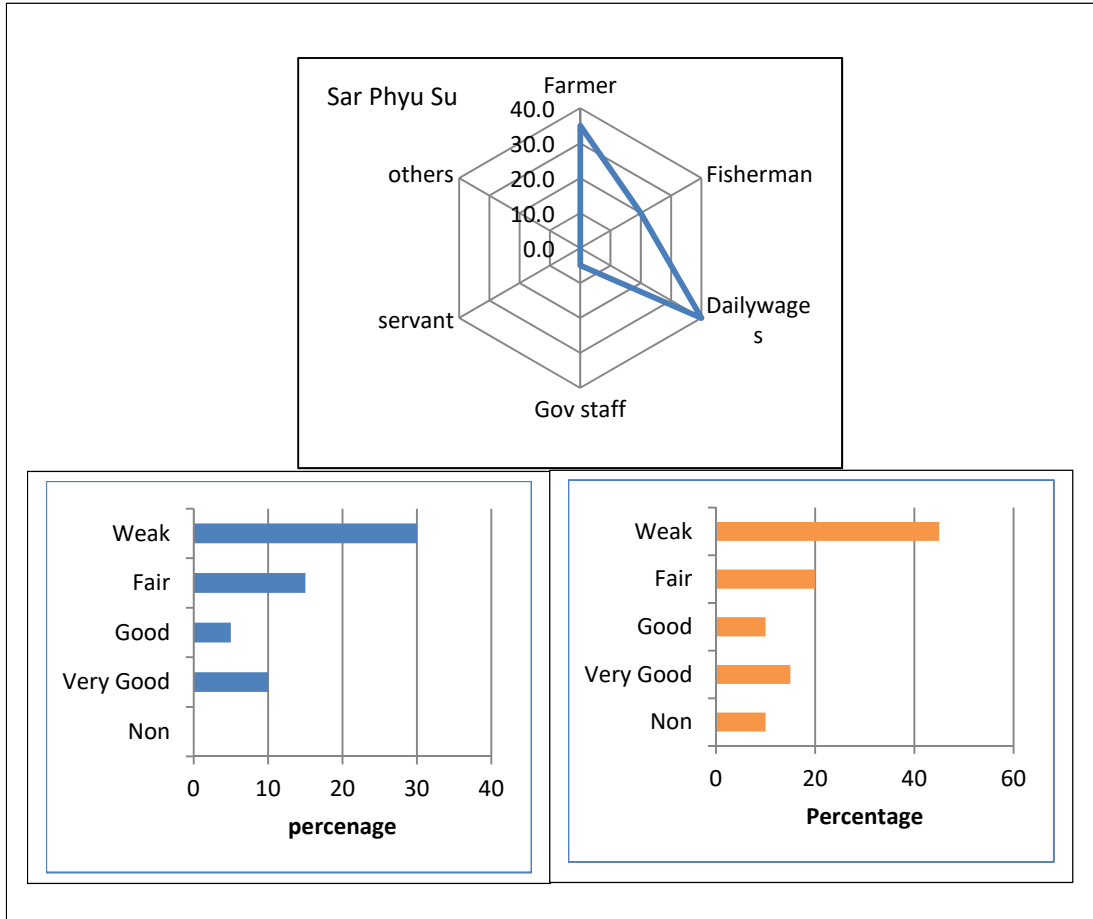 Sar Phyu Su
Farmer
40.0
30.0
20.0
10.0
0.0
others
Fisherman
servant
Dailywage
s
Gov staff
Weak
Fair
Good
Very Good
Non
0 10 20 30 40
percenage
Weak
Fair
Good
Very Good
Non
0 20 40 60
Percentage